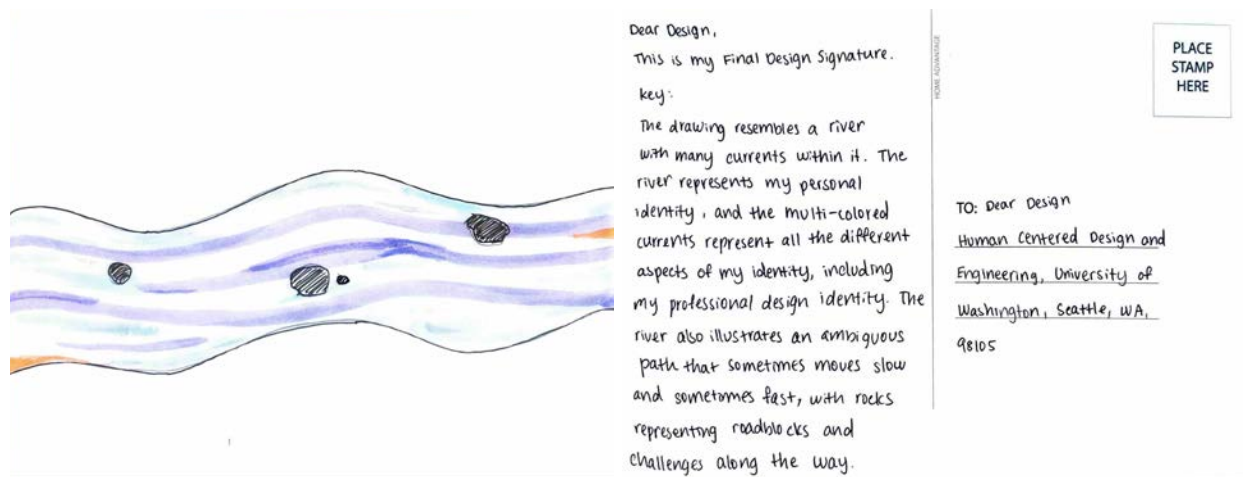 Dear Design,
This is my Final Design Signature.
key:
The drawing resembles a river
with many currents within it. The
river represents my personal
identity, and the multi-colored
currents represent all the different
aspects of my identity, including
my professional design identity. The
river also illustrates an ambiguous
path that sometimes moves slow
and sometimes fast, with rocks
representing roadblocks and
challenges along the way.
HOME ADVANTAGE
PLACE
STAMP
HERE
TO: Dear Design
Human Centered Design and
Engineering, University of
Washington, Seattle, WA,
98105